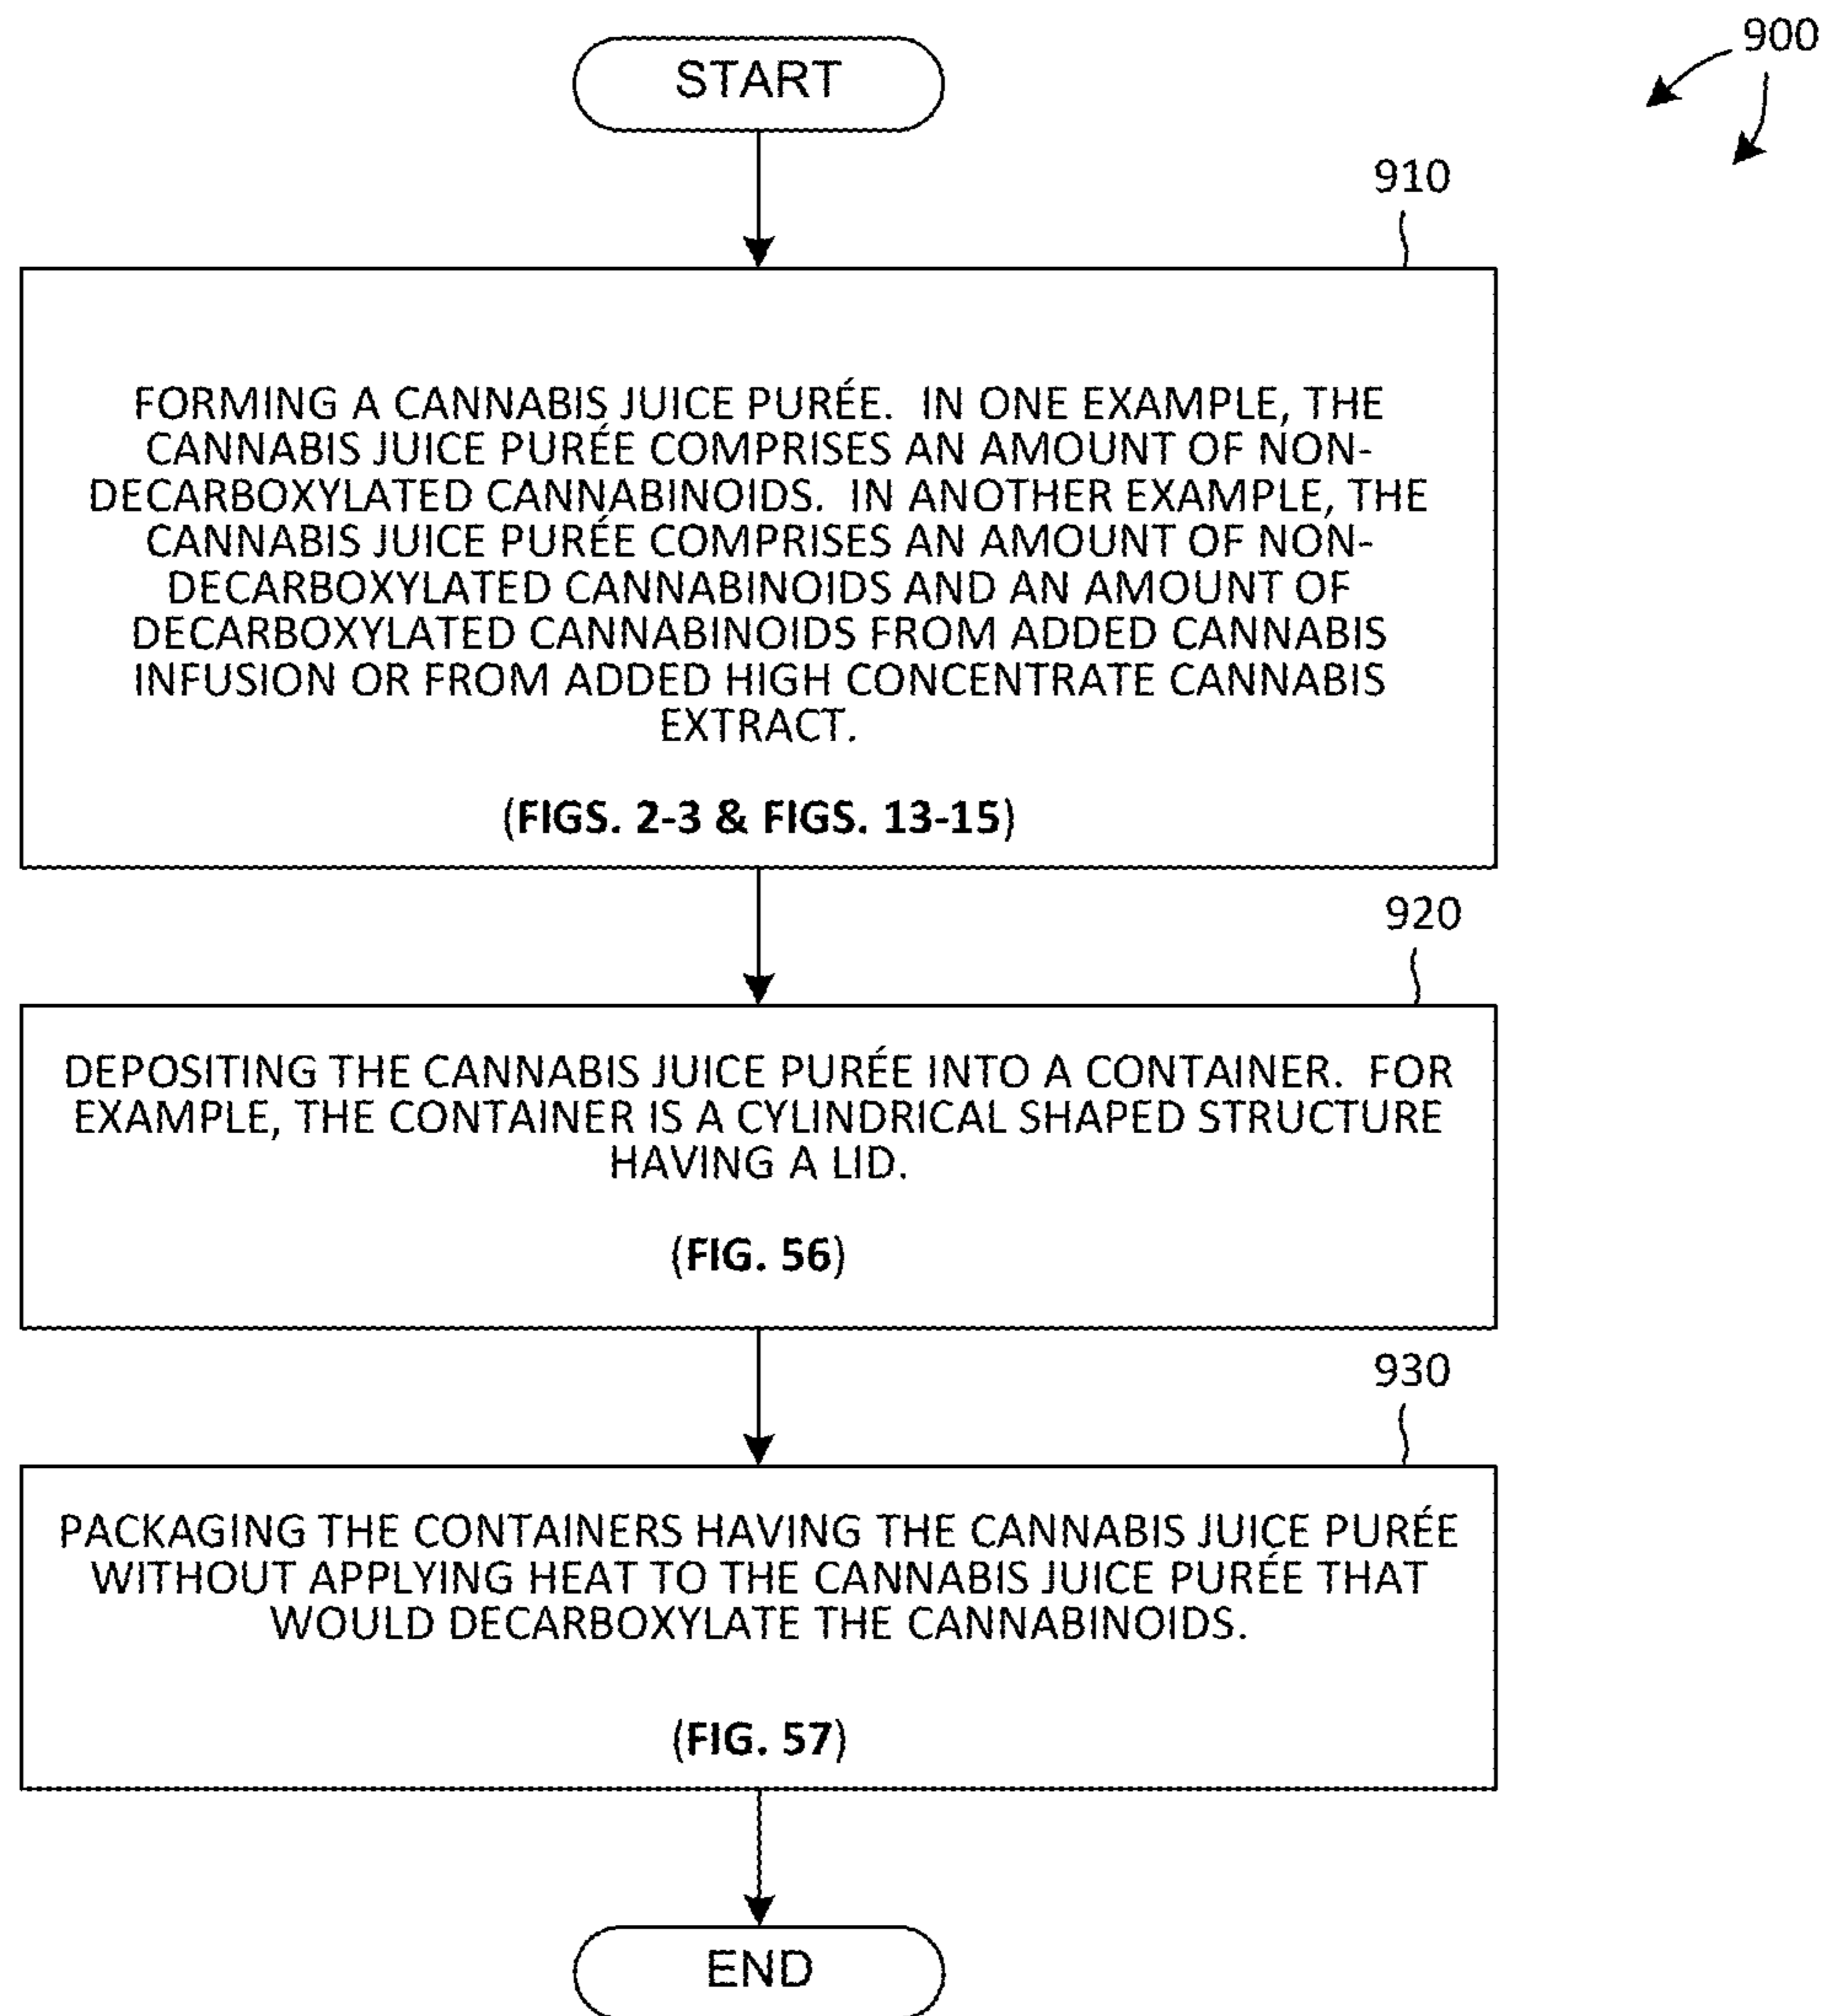 900
START
910
FORMING A CANNABIS JUICE PURÉE. IN ONE EXAMPLE, THE
CANNABIS JUICE PURÉE COMPRISES AN AMOUNT OF NON-
DECARBOXYLATED CANNABINOIDS. IN ANOTHER EXAMPLE, THE
CANNABIS JUICE PURÉE COMPRISES AN AMOUNT OF NON-
DECARBOXYLATED CANNABINOIDS AND AN AMOUNT OF
DECARBOXYLATED CANNABINOIDS FROM ADDED CANNABIS
INFUSION OR FROM ADDED HIGH CONCENTRATE CANNABIS
EXTRACT.
(FIGS. 2-3 & FIGS. 13-15)
920
DEPOSITING THE CANNABIS JUICE PURÉE INTO A CONTAINER. FOR
EXAMPLE, THE CONTAINER IS A CYLINDRICAL SHAPED STRUCTURE
HAVING A LID.
(FIG. 56)
930
PACKAGING THE CONTAINERS HAVING THE CANNABIS JUICE PURÉE
WITHOUT APPLYING HEAT TO THE CANNABIS JUICE PURÉE THAT
WOULD DECARBOXYLATE THE CANNABINOIDS.
(FIG. 57)
END